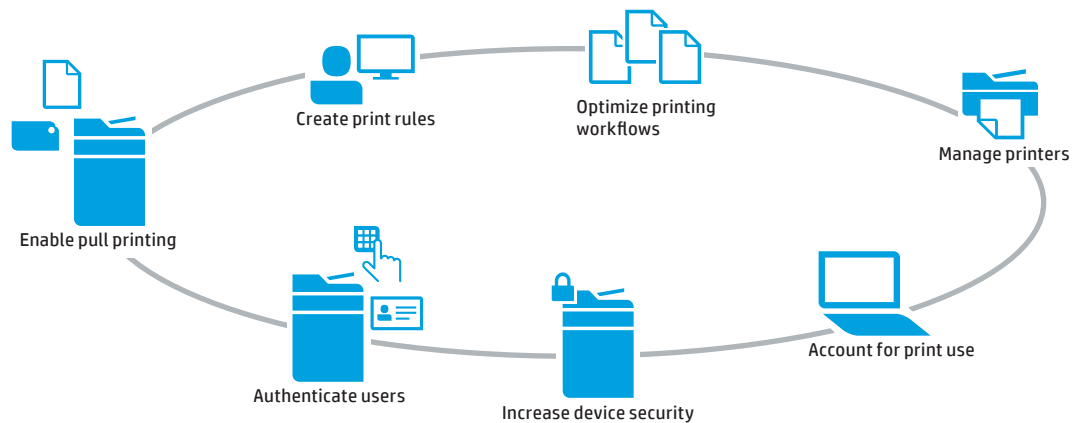 Create print rules
Optimize printing
workflows
Manage printers
Enable pull printing
Account for print use
Authenticate users
Increase device security